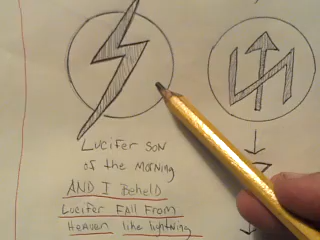 Lucifer Son
of the Morning
AND I Beheld
Lucifer Fall From
Heaven like lightning